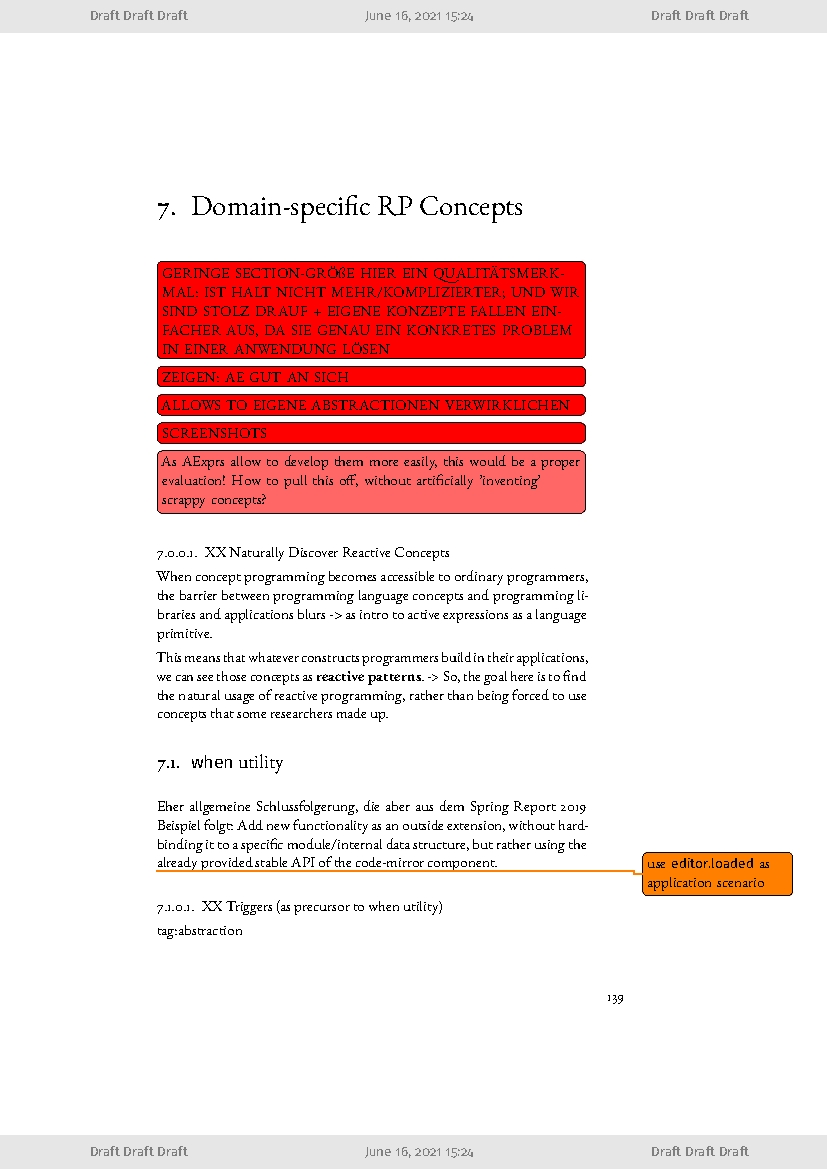 Draft Draft Draft June 16, 2021 15:24 Draft Draft Draft
7. Domain-specific RP Concepts
GERINGE SECTION-GRÖßE HIER EIN QUALITÄTSMERK-
MAL: IST HALT NICHT MEHR/KOMPLIZIERTER, UND WIR
SIND STOLZ DRAUF + EIGENE KONZEPTE FALLEN EIN-
FACHER AUS, DA SIE GENAU EIN KONKRETES PROBLEM
IN EINER ANWENDUNG LÖSEN
ZEIGEN: AE GUT AN SICH
ALLOWS TO EIGENE ABSTRACTIONEN VERWIRKLICHEN
SCREENSHOTS
As AExprs allow to develop them more easily, this would be a proper
evaluation! How to pull this off, without artificially 'inventing'
scrappy concepts?
7.0.0.1. XX Naturally Discover Reactive Concepts
When concept programming becomes accessible to ordinary programmers,
the barrier between programming language concepts and programming li-
braries and applications blurs -> as intro to active expressions as a language
primitive.
This means that whatever constructs programmers build in their applications,
we can see those concepts as reactive patterns. -> So, the goal here is to find
the natural usage of reactive programming, rather than being forced to use
concepts that some researchers made up.
7.1. when utility
Eher allgemeine Schlussfolgerung, die aber aus dem Spring Report 2019
Beispiel folgt: Add new functionality as an outside extension, without hard-
binding it to a specific module/internal data structure, but rather using the
already provided stable API of the code-mirror component.
use editor.loaded as
application scenario
7.1.0.1. XX Triggers (as precursor to when utility)
tag:abstraction
139
Draft Draft Draft June 16, 2021 15:24 Draft Draft Draft